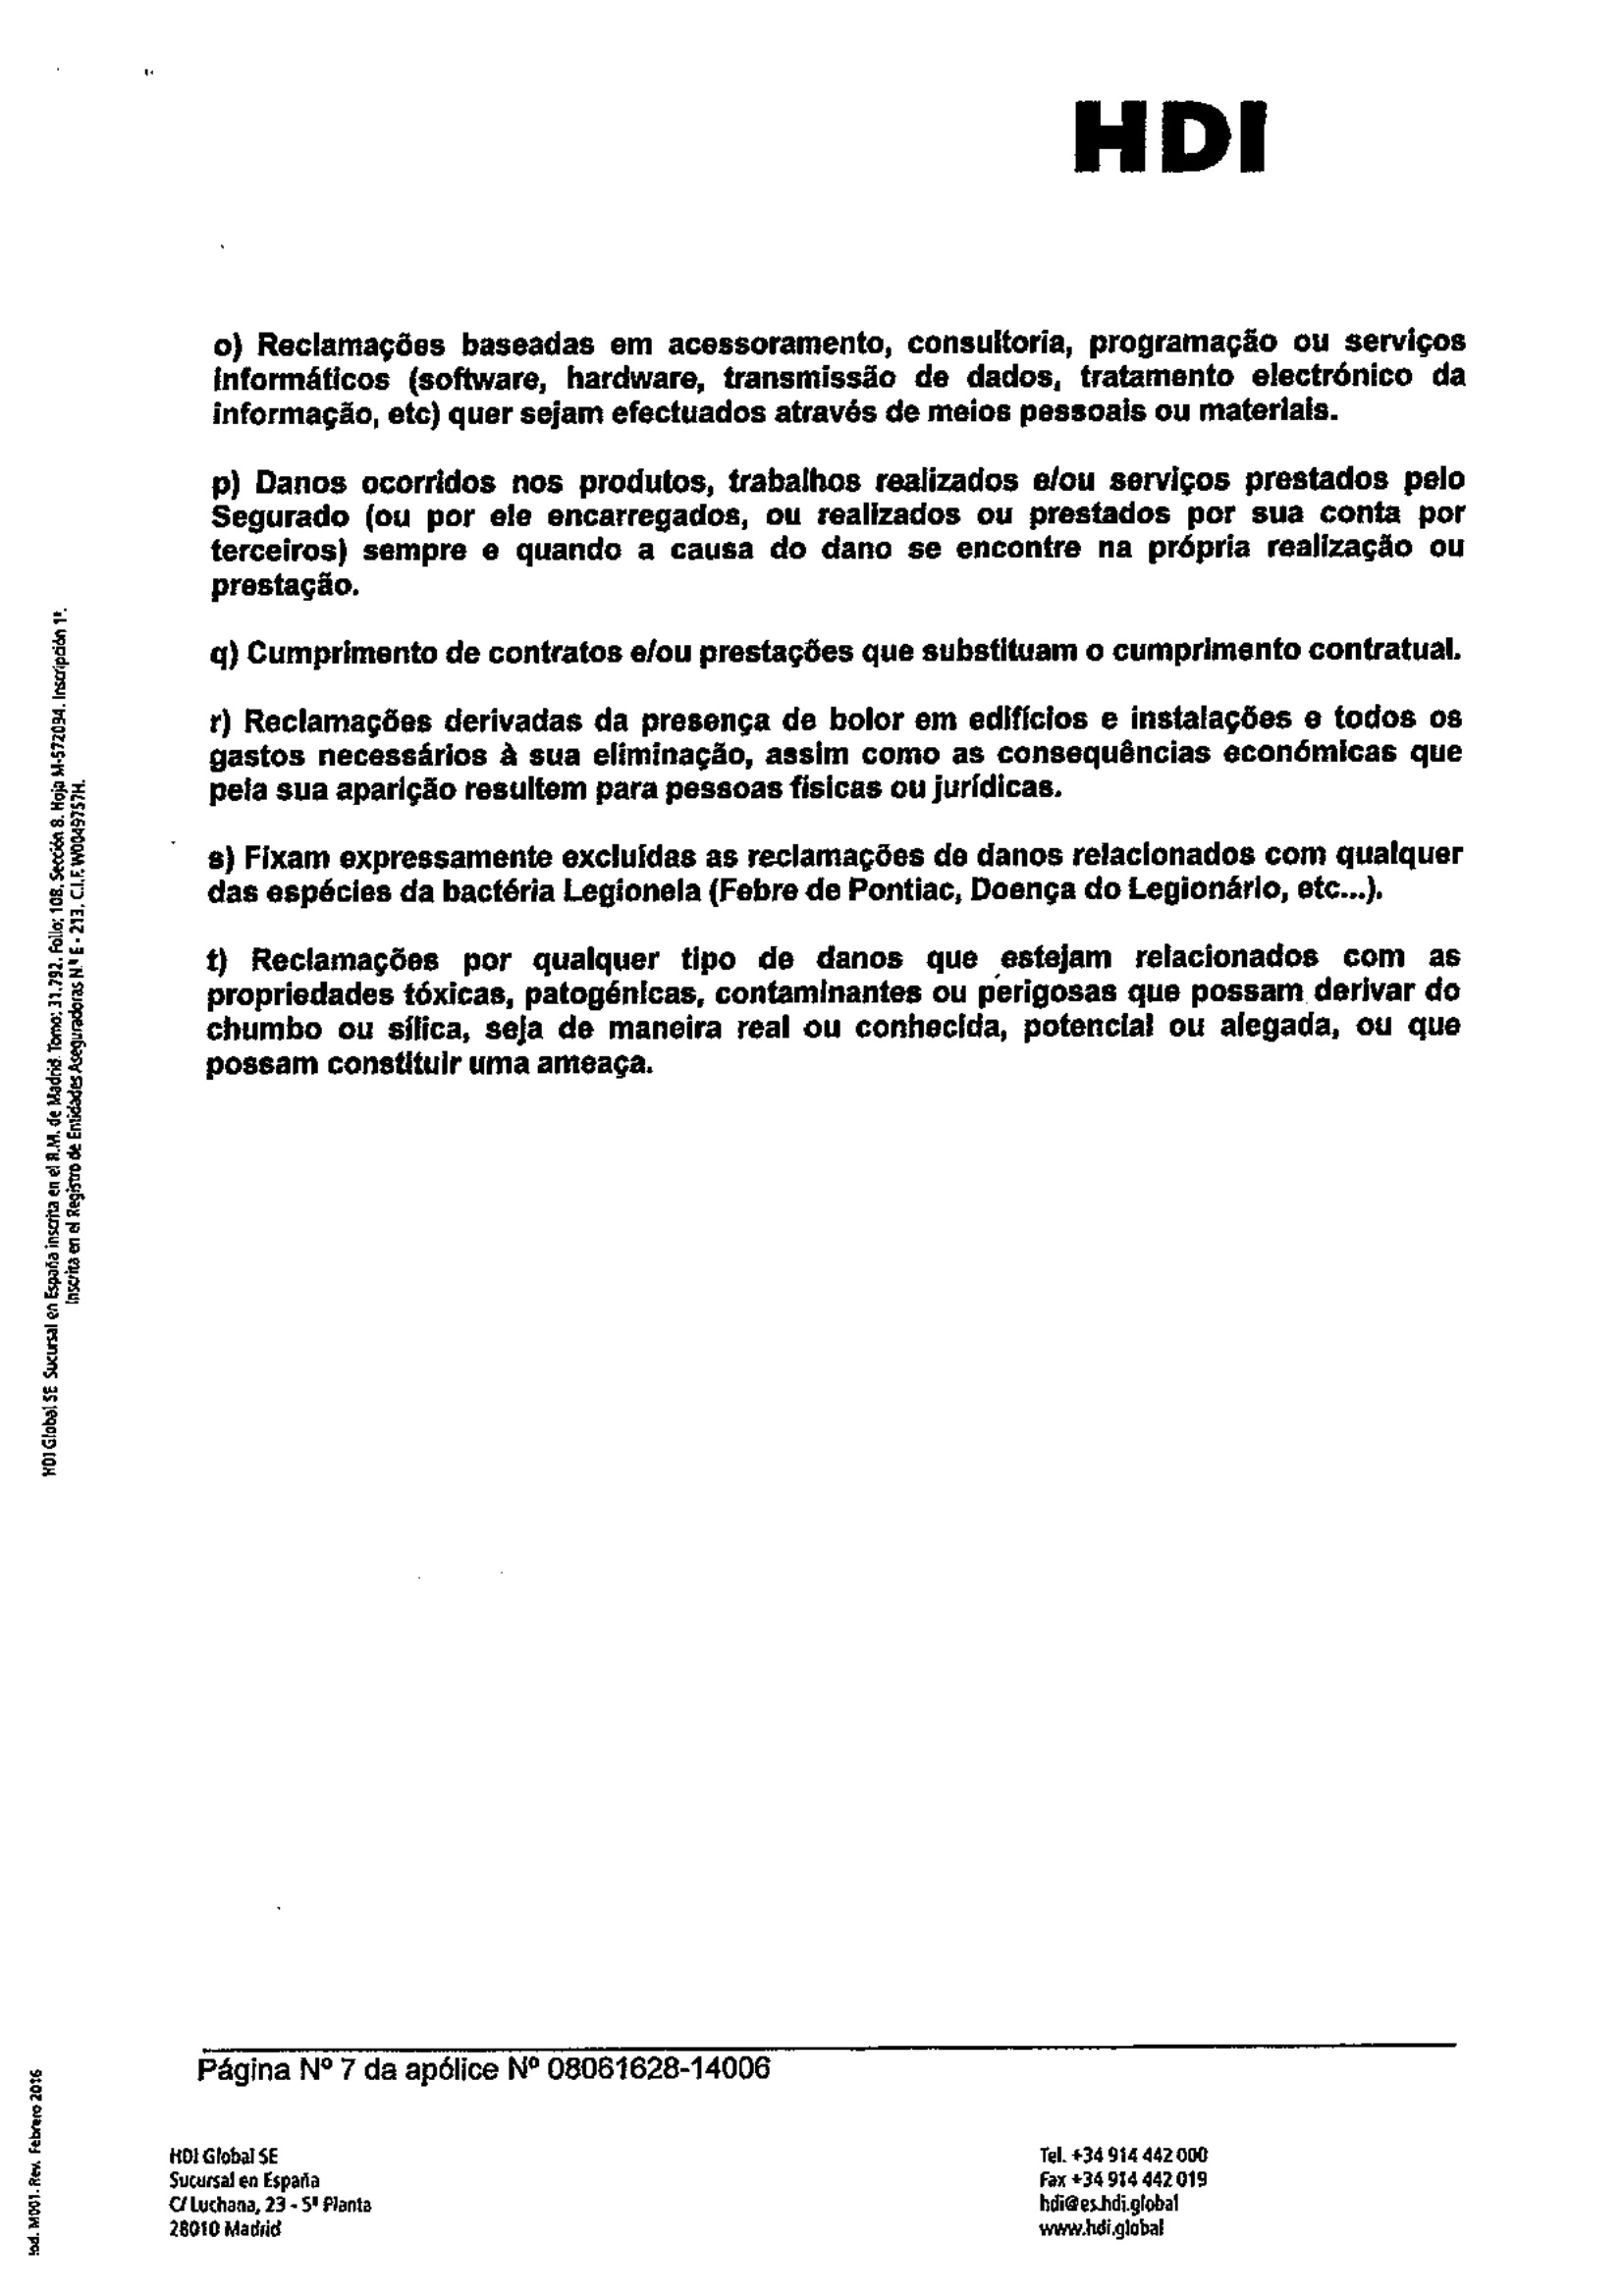 HDI
o) Reclamações baseadas em acessoramento, consultoria, programação ou serviços
informáticos (software, hardware, transmissão de dados, tratamento electrónico da
informação, etc) quer sejam efectuados através de meios pessoais ou materiais.
p) Danos ocorridos nos produtos, trabalhos realizados e/ou serviços prestados pelo
Segurado (ou por ele encarregados, ou realizados ou prestados por sua conta por
terceiros) sempre e quando a causa do dano se encontre na própria realização ou
prestação.
q) Cumprimento de contratos e/ou prestações que substituam o cumprimento contratual.
r) Reclamações derivadas da presença de bolor em edifícios e instalações e todos os
gastos necessários à sua eliminação, assim como as consequências económicas que
pela sua aparição resultem para pessoas físicas ou jurídicas.
s) Fixam expressamente excluídas as reclamações de danos relacionados com qualquer
das espécies da bactéria Legionela (Febre de Pontiac, Doença do Legionário, etc...).
t) Reclamações por qualquer tipo de danos que estejam relacionados com as
propriedades tóxicas, patogénicas, contaminantes ou perigosas que possam derivar do
chumbo ou sílica, seja de maneira real ou conhecida, potencial ou alegada, ou que
possam constituir uma ameaça.
HDI Global SE Sucursal en España inscrita en el R.M. de Madrid. Tomo: 31.792. Folio: 108. Sección 8. Hoja M-572094. Inscripción 1ª.
Inscrita en el Registro de Entidades Aseguradoras N.º E - 213. C.I.F. W0049757H.
Página Nº 7 da apólice Nº 08061628-14006
HDI Global SE
Sucursal en España
C/ Luchana, 23 - 5ª Planta
28010 Madrid
Tel. +34 914 442 000
Fax +34 914 442 019
hdi@es.hdi.global
www.hdi.global
M001. Rev. Febrero 2016